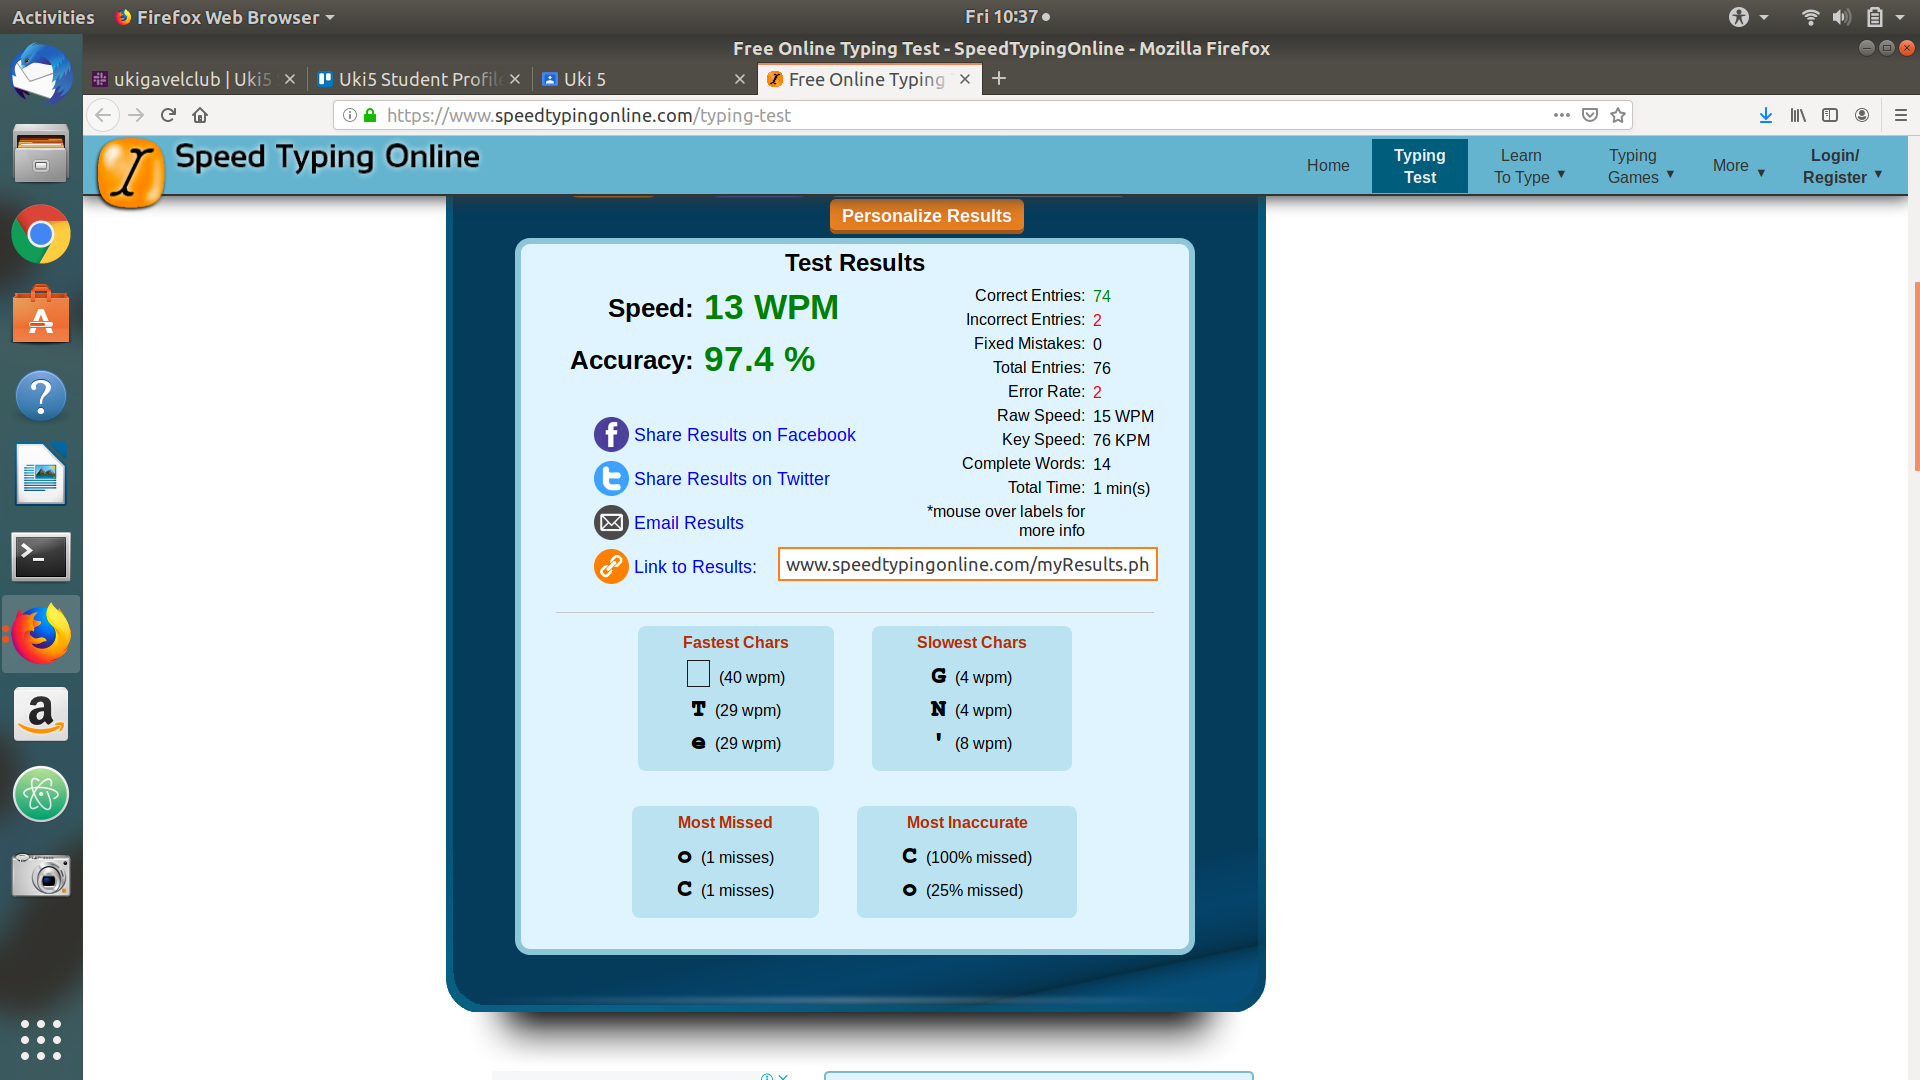 Activities
Firefox Web Browser
Fri 10:37
Free Online Typing Test - SpeedTypingOnline - Mozilla Firefox
ukigavelclub | Uki5
Uki5 Student Profile
Uki 5
Free Online Typing
https://www.speedtypingonline.com/typing-test
Speed Typing Online
Home
Typing Test
Learn To Type ▼
Typing Games ▼
More ▼
Login/ Register ▼
Personalize Results
Test Results
Speed: 13 WPM
Accuracy: 97.4 %
Correct Entries: 74
Incorrect Entries: 2
Fixed Mistakes: 0
Total Entries: 76
Error Rate: 2
Raw Speed: 15 WPM
Key Speed: 76 KPM
Complete Words: 14
Total Time: 1 min(s)
*mouse over labels for
more info
Share Results on Facebook
Share Results on Twitter
Email Results
Link to Results: www.speedtypingonline.com/myResults.ph
Fastest Chars
(40 wpm)
T (29 wpm)
e (29 wpm)
Slowest Chars
G (4 wpm)
N (4 wpm)
' (8 wpm)
Most Missed
o (1 misses)
C (1 misses)
Most Inaccurate
C (100% missed)
o (25% missed)